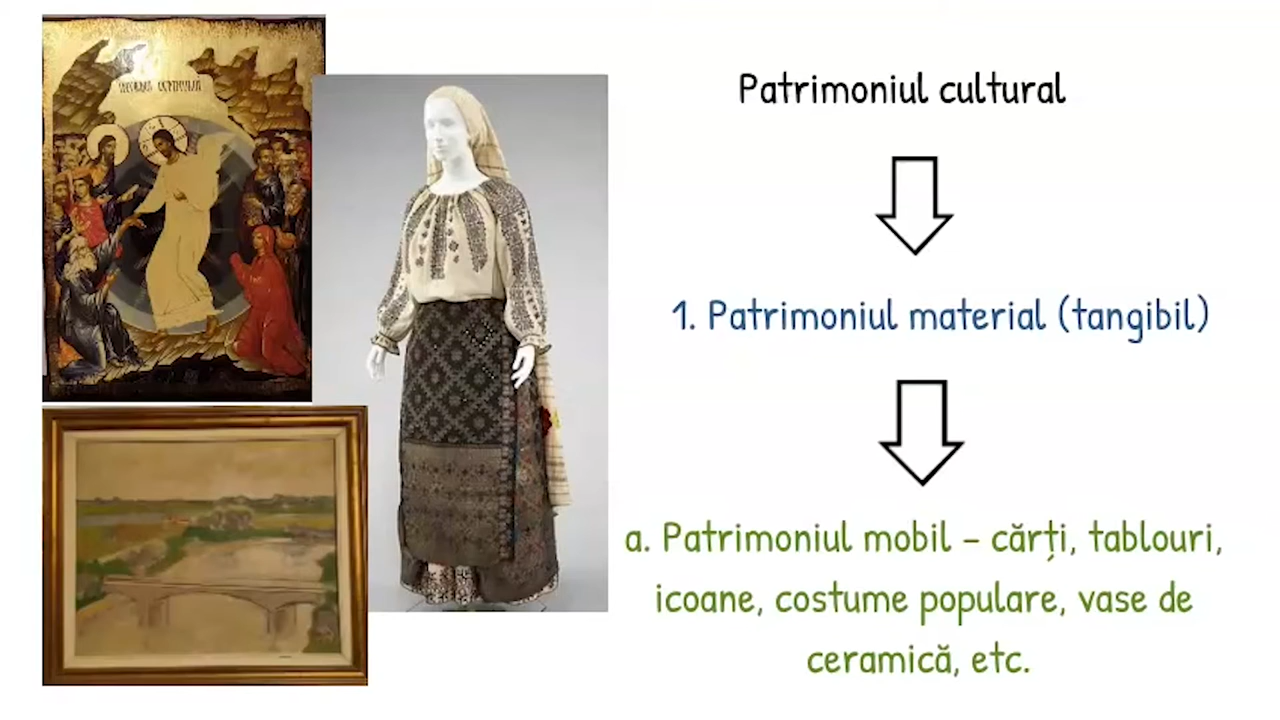 Patrimoniul cultural
1. Patrimoniul material (tangibil)
a. Patrimoniul mobil – cărți, tablouri,
icoane, costume populare, vase de
ceramică, etc.